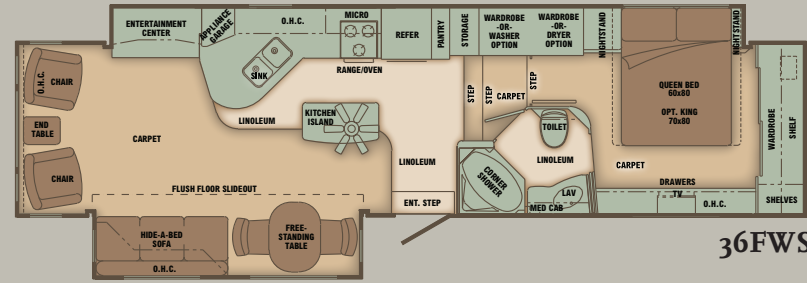 ENTERTAINMENT
CENTER
APPLIANCE
GARAGE
O.H.C.
MICRO
REFER
PANTRY
STORAGE
WARDROBE
-OR-
WASHER
OPTION
WARDROBE
-OR-
DRYER
OPTION
NIGHTSTAND
NIGHTSTAND
SINK
RANGE/OVEN
O.H.C.
CHAIR
END
TABLE
CHAIR
CARPET
LINOLEUM
KITCHEN
ISLAND
LINOLEUM
STEP
STEP
CARPET
STEP
TOILET
LINOLEUM
CORNER
SHOWER
LAV
MED CAB
ENT. STEP
QUEEN BED
60x80
OPT. KING
70x80
CARPET
DRAWERS
TV
O.H.C.
WARDROBE
SHELF
SHELVES
FLUSH FLOOR SLIDEOUT
HIDE-A-BED
SOFA
O.H.C.
FREE-
STANDING
TABLE
36FWS